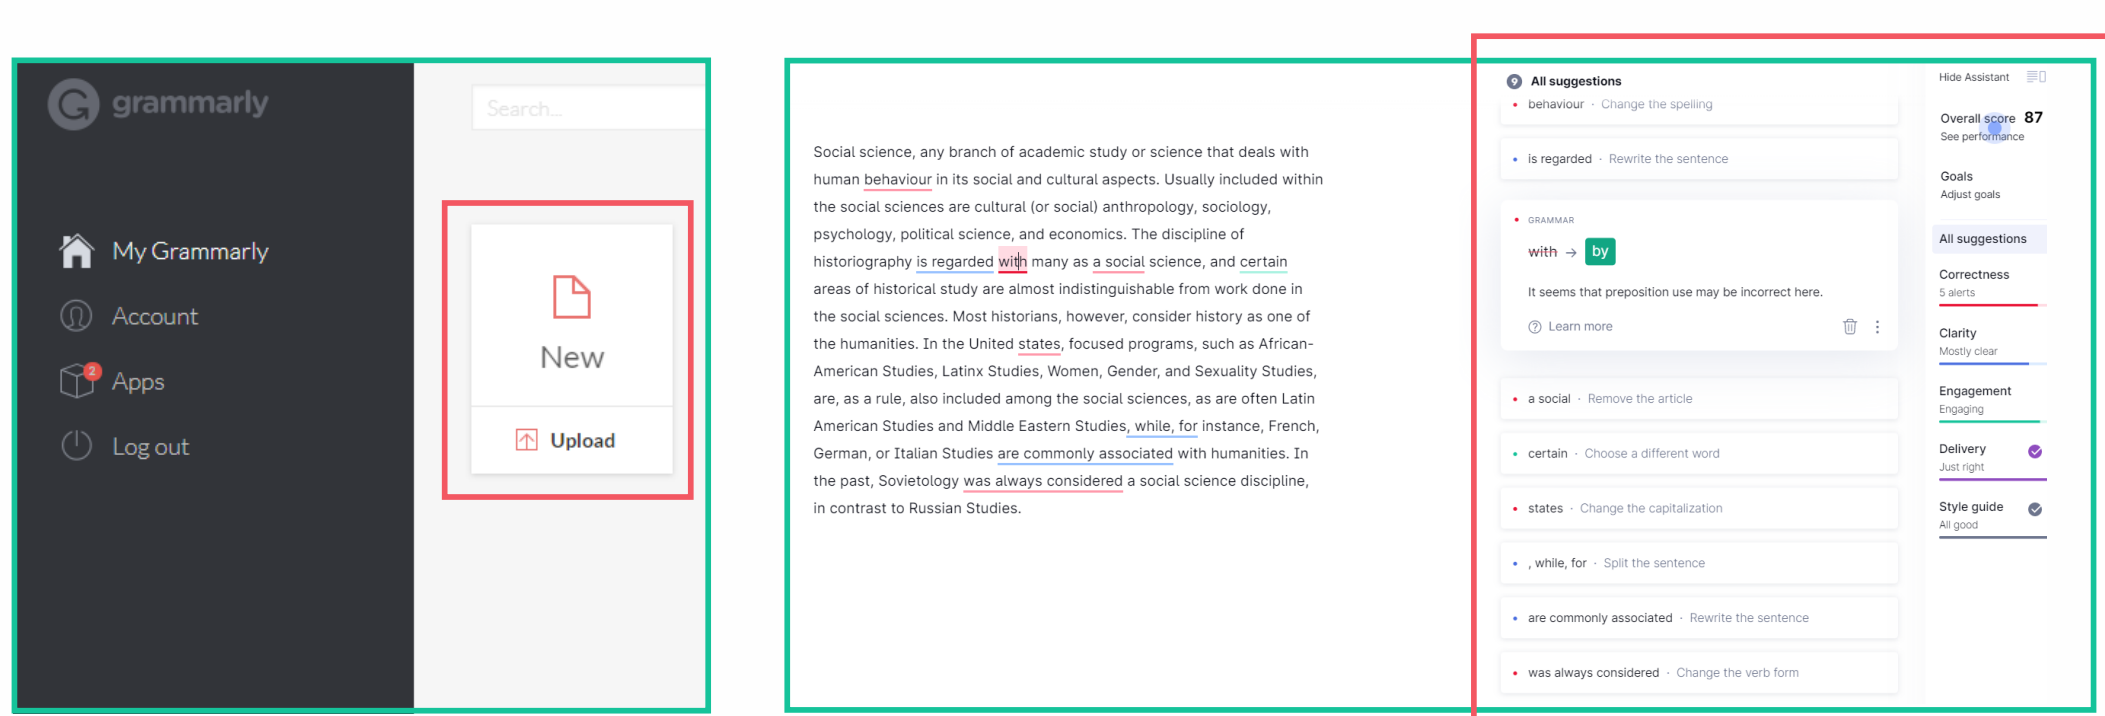 grammarly
Search...
My Grammarly
Account
2
Apps
Log out
New
Upload
Social science, any branch of academic study or science that deals with
human behaviour in its social and cultural aspects. Usually included within
the social sciences are cultural (or social) anthropology, sociology,
psychology, political science, and economics. The discipline of
historiography is regarded with many as a social science, and certain
areas of historical study are almost indistinguishable from work done in
the social sciences. Most historians, however, consider history as one of
the humanities. In the United states, focused programs, such as African-
American Studies, Latinx Studies, Women, Gender, and Sexuality Studies,
are, as a rule, also included among the social sciences, as are often Latin
American Studies and Middle Eastern Studies, while, for instance, French,
German, or Italian Studies are commonly associated with humanities. In
the past, Sovietology was always considered a social science discipline,
in contrast to Russian Studies.
9 All suggestions
behaviour · Change the spelling
is regarded · Rewrite the sentence
GRAMMAR
with → by
It seems that preposition use may be incorrect here.
Learn more
a social · Remove the article
certain · Choose a different word
states · Change the capitalization
, while, for · Split the sentence
are commonly associated · Rewrite the sentence
was always considered · Change the verb form
Hide Assistant
Overall score 87
See performance
Goals
Adjust goals
All suggestions
Correctness
5 alerts
Clarity
Mostly clear
Engagement
Engaging
Delivery
Just right
Style guide
All good